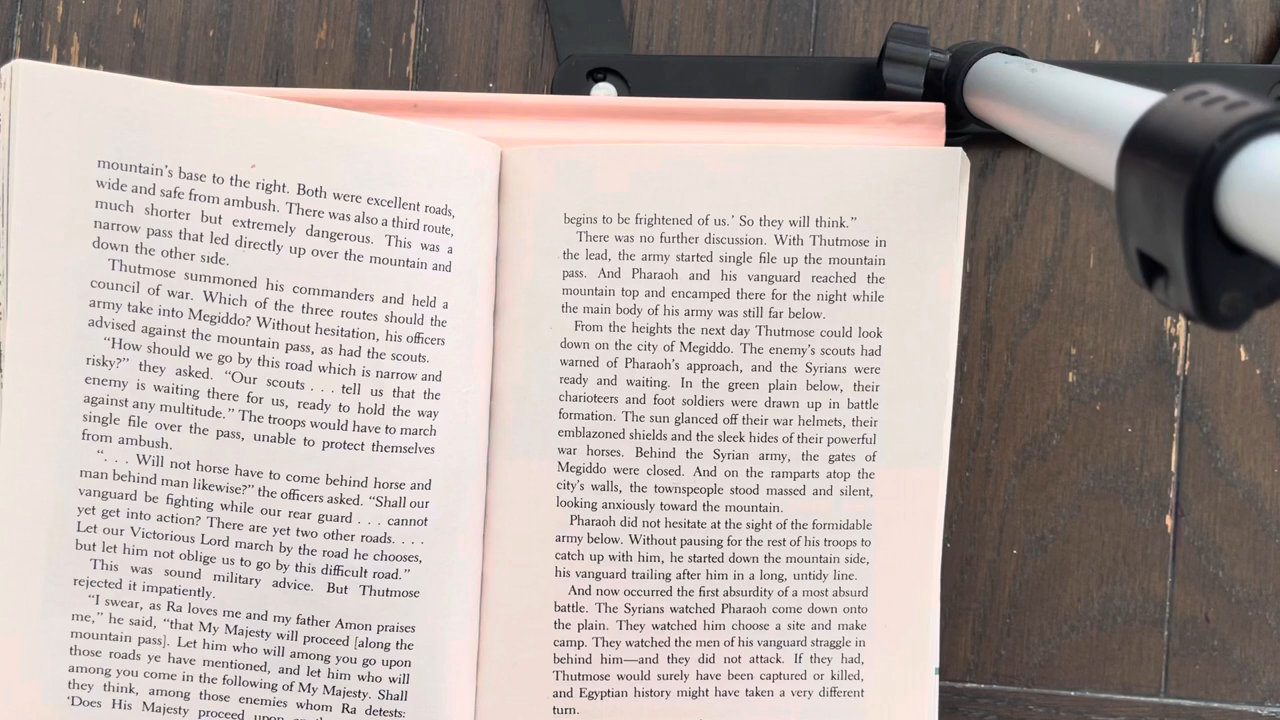 mountain's base to the right. Both were excellent roads,
wide and safe from ambush. There was also a third route,
much shorter but extremely dangerous. This was a
narrow pass that led directly up over the mountain and
down the other side.
Thutmose summoned his commanders and held a
council of war. Which of the three routes should the
army take into Megiddo? Without hesitation, his officers
advised against the mountain pass, as had the scouts.
“How should we go by this road which is narrow and
risky?” they asked. “Our scouts . . . tell us that the
enemy is waiting there for us, ready to hold the way
against any multitude.” The troops would have to march
single file over the pass, unable to protect themselves
from ambush.
“. . . Will not horse have to come behind horse and
man behind man likewise?” the officers asked. “Shall our
vanguard be fighting while our rear guard . . . cannot
yet get into action? There are yet two other roads. . . .
Let our Victorious Lord march by the road he chooses,
but let him not oblige us to go by this difficult road.”
This was sound military advice. But Thutmose
rejected it impatiently.
“I swear, as Ra loves me and my father Amon praises
me,” he said, “that My Majesty will proceed [along the
mountain pass]. Let him who will among you go upon
those roads ye have mentioned, and let him who will
among you come in the following of My Majesty. Shall
they think, among those enemies whom Ra detests:
‘Does His Majesty proceed upon
begins to be frightened of us.’ So they will think.”
There was no further discussion. With Thutmose in
the lead, the army started single file up the mountain
pass. And Pharaoh and his vanguard reached the
mountain top and encamped there for the night while
the main body of his army was still far below.
From the heights the next day Thutmose could look
down on the city of Megiddo. The enemy's scouts had
warned of Pharaoh's approach, and the Syrians were
ready and waiting. In the green plain below, their
charioteers and foot soldiers were drawn up in battle
formation. The sun glanced off their war helmets, their
emblazoned shields and the sleek hides of their powerful
war horses. Behind the Syrian army, the gates of
Megiddo were closed. And on the ramparts atop the
city's walls, the townspeople stood massed and silent,
looking anxiously toward the mountain.
Pharaoh did not hesitate at the sight of the formidable
army below. Without pausing for the rest of his troops to
catch up with him, he started down the mountain side,
his vanguard trailing after him in a long, untidy line.
And now occurred the first absurdity of a most absurd
battle. The Syrians watched Pharaoh come down onto
the plain. They watched him choose a site and make
camp. They watched the men of his vanguard straggle in
behind him—and they did not attack. If they had,
Thutmose would surely have been captured or killed,
and Egyptian history might have taken a very different
turn.